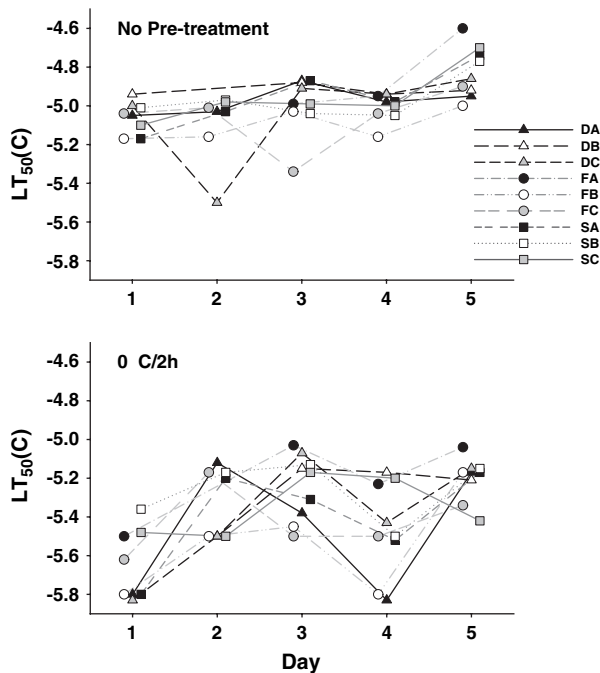 No Pre-treatment
LT50(C)
-4.6
-4.8
-5.0
-5.2
-5.4
-5.6
-5.8
1 2 3 4 5
DA
DB
DC
FA
FB
FC
SA
SB
SC
0 C/2h
LT50(C)
-4.6
-4.8
-5.0
-5.2
-5.4
-5.6
-5.8
1 2 3 4 5
Day